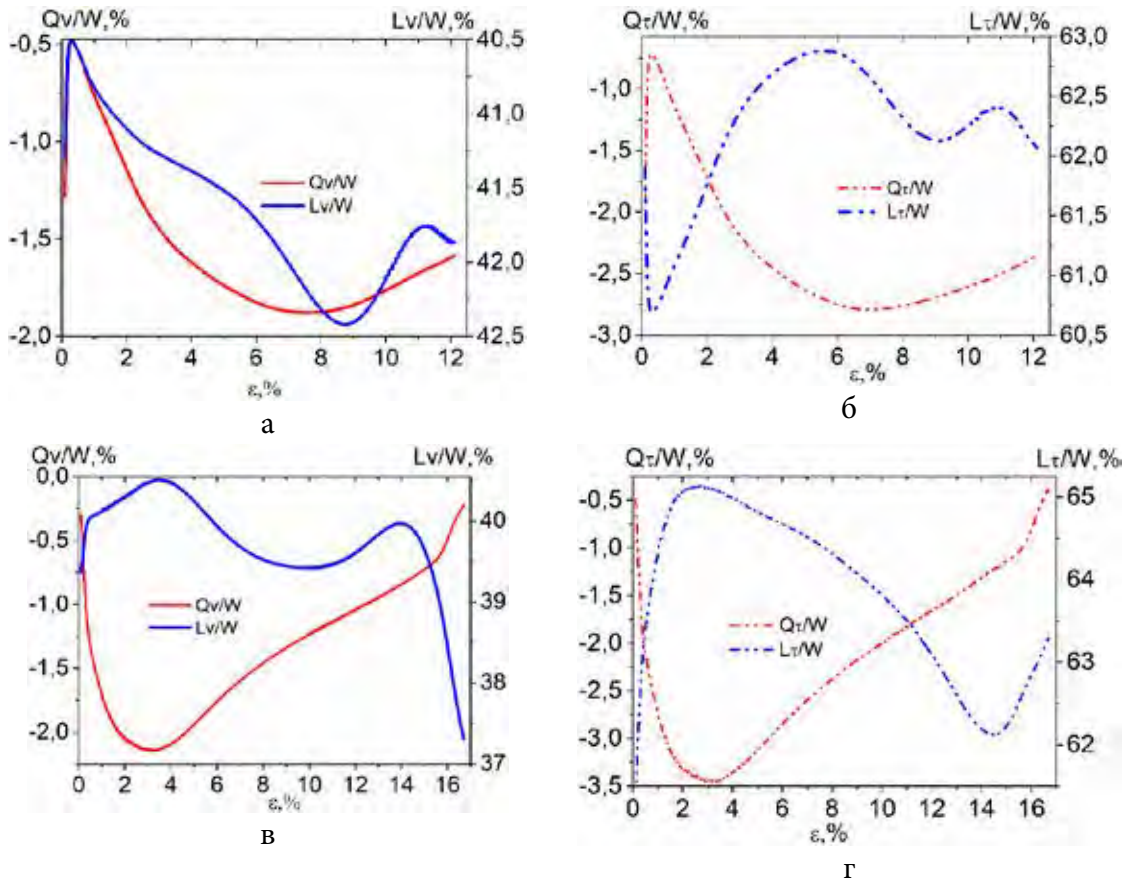 Qv/W,% Lv/W,%
-0,5 40,5
-1,0 41,0
-1,5 41,5
-2,0 42,0
42,5
Qv/W
Lv/W
0 2 4 6 8 10 12
ε,%
а
Qτ/W,% Lτ/W,%
-1,0 63,0
-1,5 62,5
-2,0 62,0
-2,5 61,5
-3,0 61,0
60,5
Qτ/W
Lτ/W
0 2 4 6 8 10 12
ε,%
б
Qv/W,% Lv/W,%
0,0 40
-0,5 39
-1,0 38
-1,5 37
-2,0
Qv/W
Lv/W
0 2 4 6 8 10 12 14 16
ε,%
в
Qτ/W,% Lτ/W,%
-0,5 65
-1,0 64
-1,5 63
-2,0 62
-2,5
-3,0
-3,5
Qτ/W
Lτ/W
0 2 4 6 8 10 12 14 16
ε,%
г